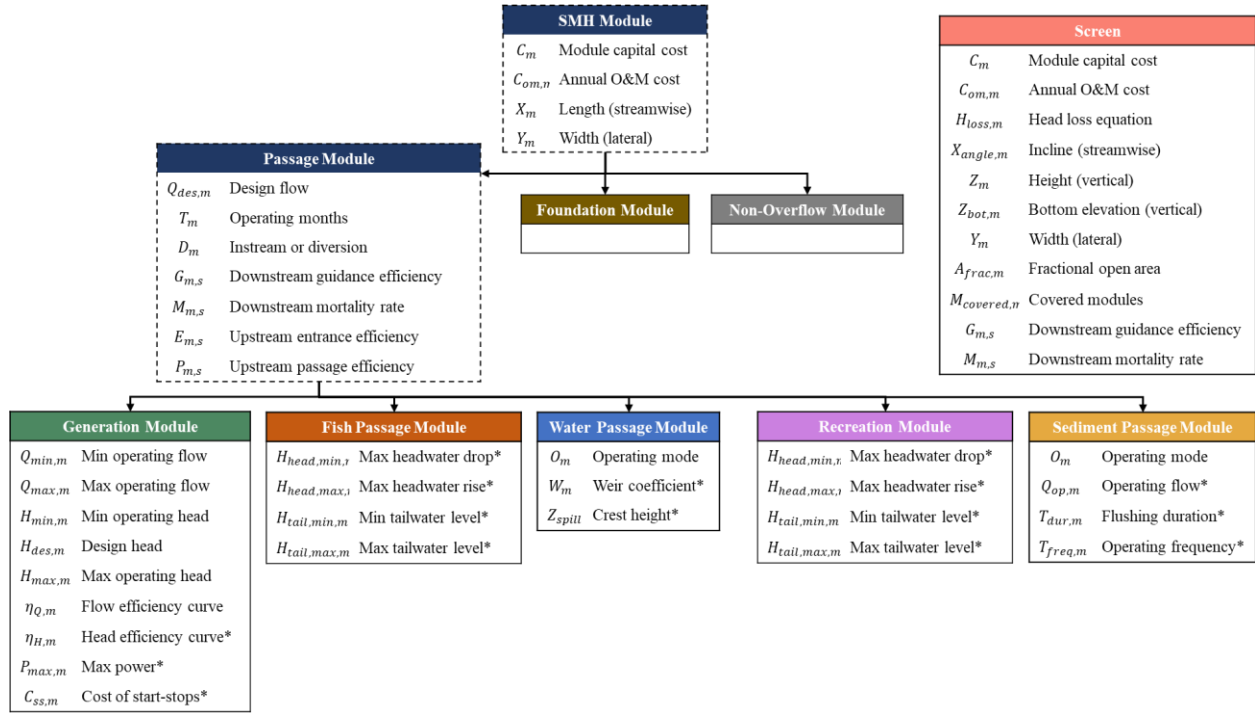 SMH Module
C_m Module capital cost
C_om,n Annual O&M cost
X_m Length (streamwise)
Y_m Width (lateral)
Screen
C_m Module capital cost
C_om,m Annual O&M cost
H_loss,m Head loss equation
X_angle,m Incline (streamwise)
Z_m Height (vertical)
Z_bot,m Bottom elevation (vertical)
Y_m Width (lateral)
A_frac,m Fractional open area
M_covered,n Covered modules
G_m,s Downstream guidance efficiency
M_m,s Downstream mortality rate
Passage Module
Q_des,m Design flow
T_m Operating months
D_m Instream or diversion
G_m,s Downstream guidance efficiency
M_m,s Downstream mortality rate
E_m,s Upstream entrance efficiency
P_m,s Upstream passage efficiency
Foundation Module
Non-Overflow Module
Generation Module
Q_min,m Min operating flow
Q_max,m Max operating flow
H_min,m Min operating head
H_des,m Design head
H_max,m Max operating head
η_Q,m Flow efficiency curve
η_H,m Head efficiency curve*
P_max,m Max power*
C_ss,m Cost of start-stops*
Fish Passage Module
H_head,min,r Max headwater drop*
H_head,max,r Max headwater rise*
H_tail,min,m Min tailwater level*
H_tail,max,m Max tailwater level*
Water Passage Module
O_m Operating mode
W_m Weir coefficient*
Z_spill Crest height*
Recreation Module
H_head,min,r Max headwater drop*
H_head,max,r Max headwater rise*
H_tail,min,m Min tailwater level*
H_tail,max,m Max tailwater level*
Sediment Passage Module
O_m Operating mode
Q_op,m Operating flow*
T_dur,m Flushing duration*
T_freq,m Operating frequency*